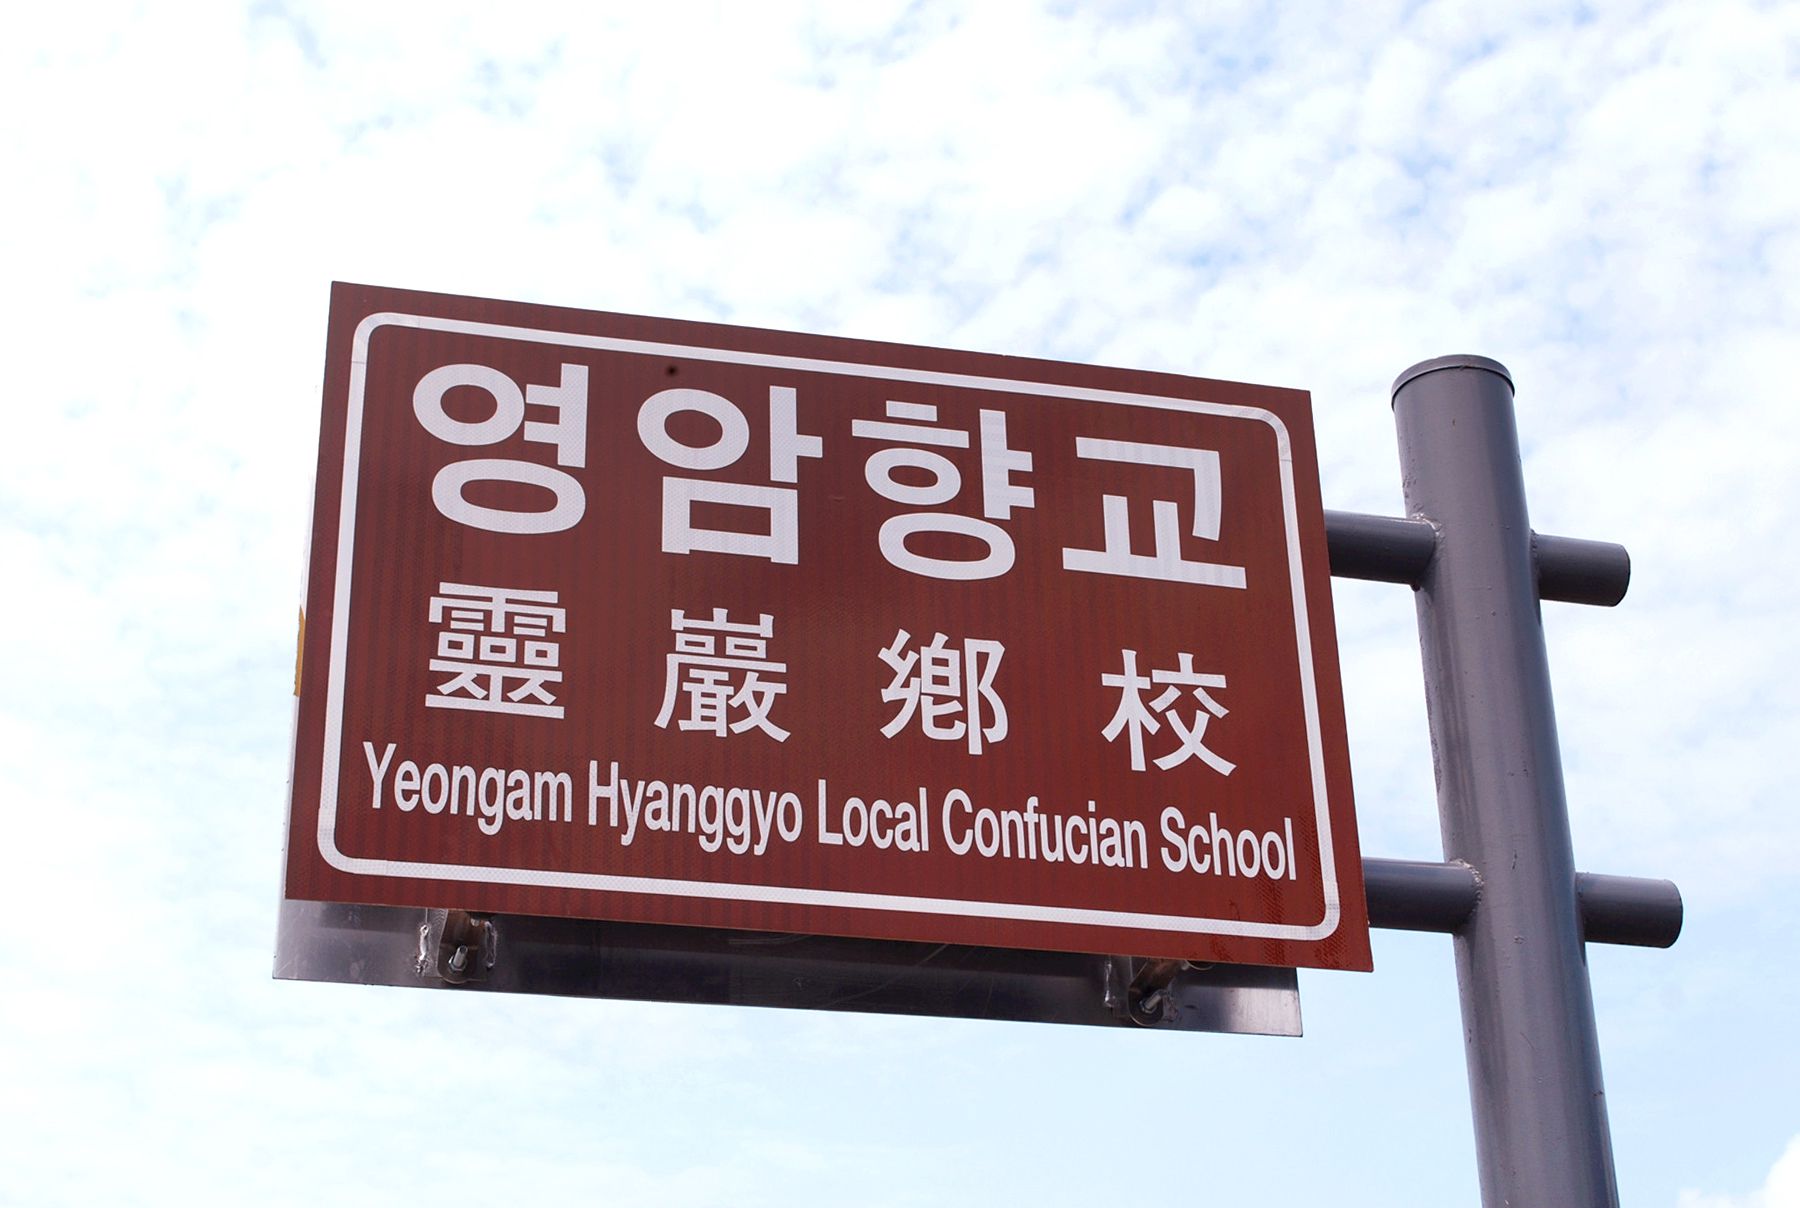 영암향교
靈巖鄕校
Yeongam Hyanggyo Local Confucian School